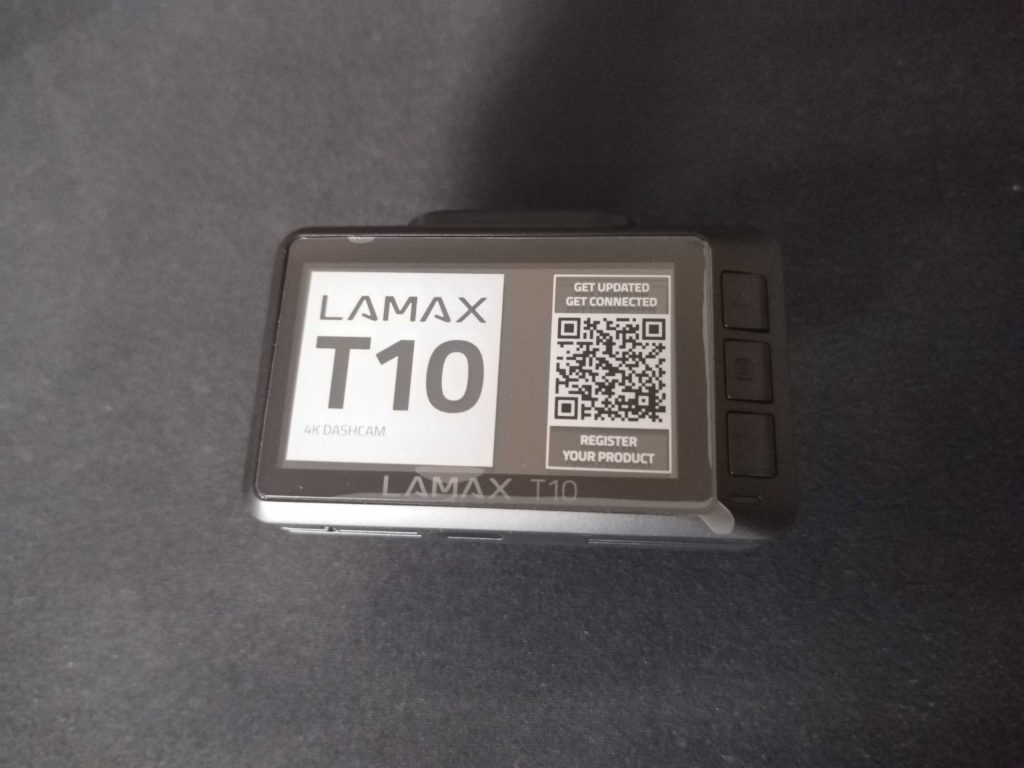 LAMAX
T10
4K DASHCAM
GET UPDATED
GET CONNECTED
REGISTER
YOUR PRODUCT
LAMAX T10